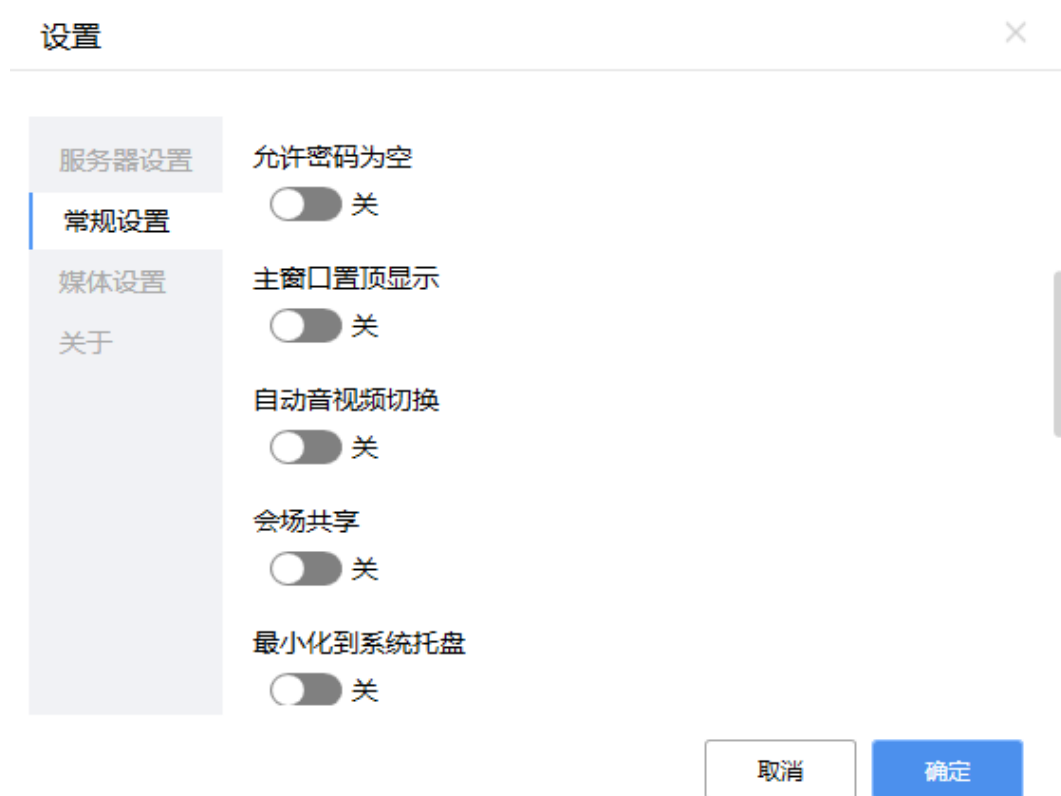 设置
服务器设置
常规设置
媒体设置
关于
允许密码为空
关
主窗口置顶显示
关
自动音视频切换
关
会场共享
关
最小化到系统托盘
关
取消
确定